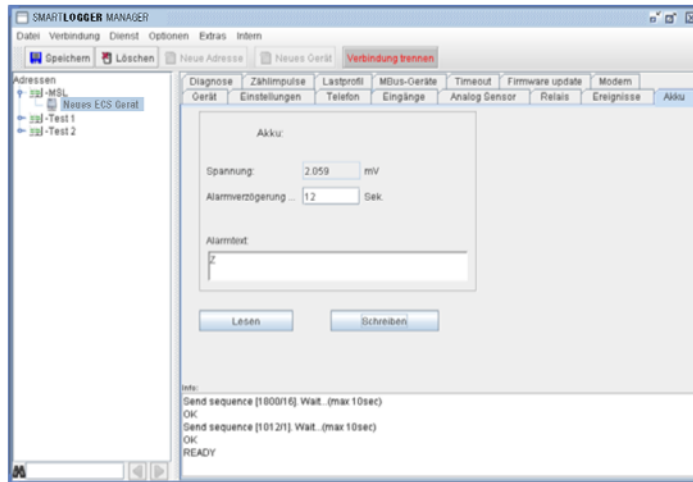 SMARTLOGGER MANAGER
Datei Verbindung Dienst Optionen Extras Intern
Speichern Löschen Neue Adresse Neues Gerät Verbindung trennen
Adressen
-MSL
Neues ECS Gerät
-Test 1
-Test 2
Diagnose Zählimpulse Lastprofil MBus-Geräte Timeout Firmware update Modem
Gerät Einstellungen Telefon Eingänge Analog Sensor Relais Ereignisse Akku
Akku:
Spannung: 2.059 mV
Alarmverzögerung ... 12 Sek.
Alarmtext:
Z
Lesen Schreiben
Info:
Send sequence [1800/16]. Wait...(max 10sec)
OK
Send sequence [1012/1]. Wait...(max 10sec)
OK
READY